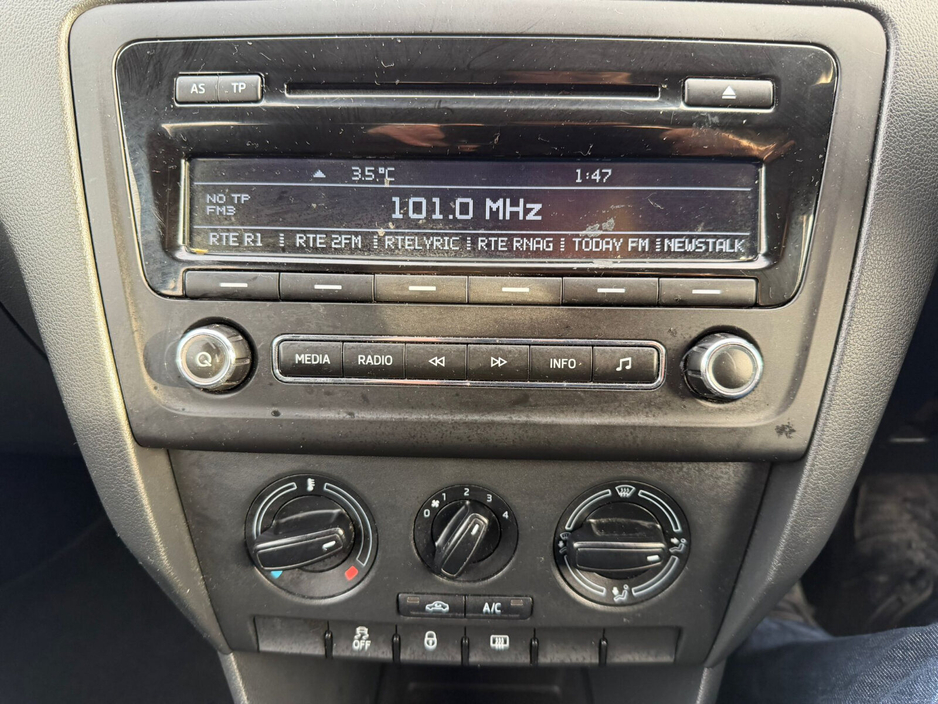 AS TP
3.5°C 1:47
NO TP
FM3
101.0 MHz
RTE R1 RTE 2FM RTELYRIC RTE RNAG TODAY FM NEWSTALK
MEDIA RADIO INFO
0 1 2 3 4
A/C
OFF